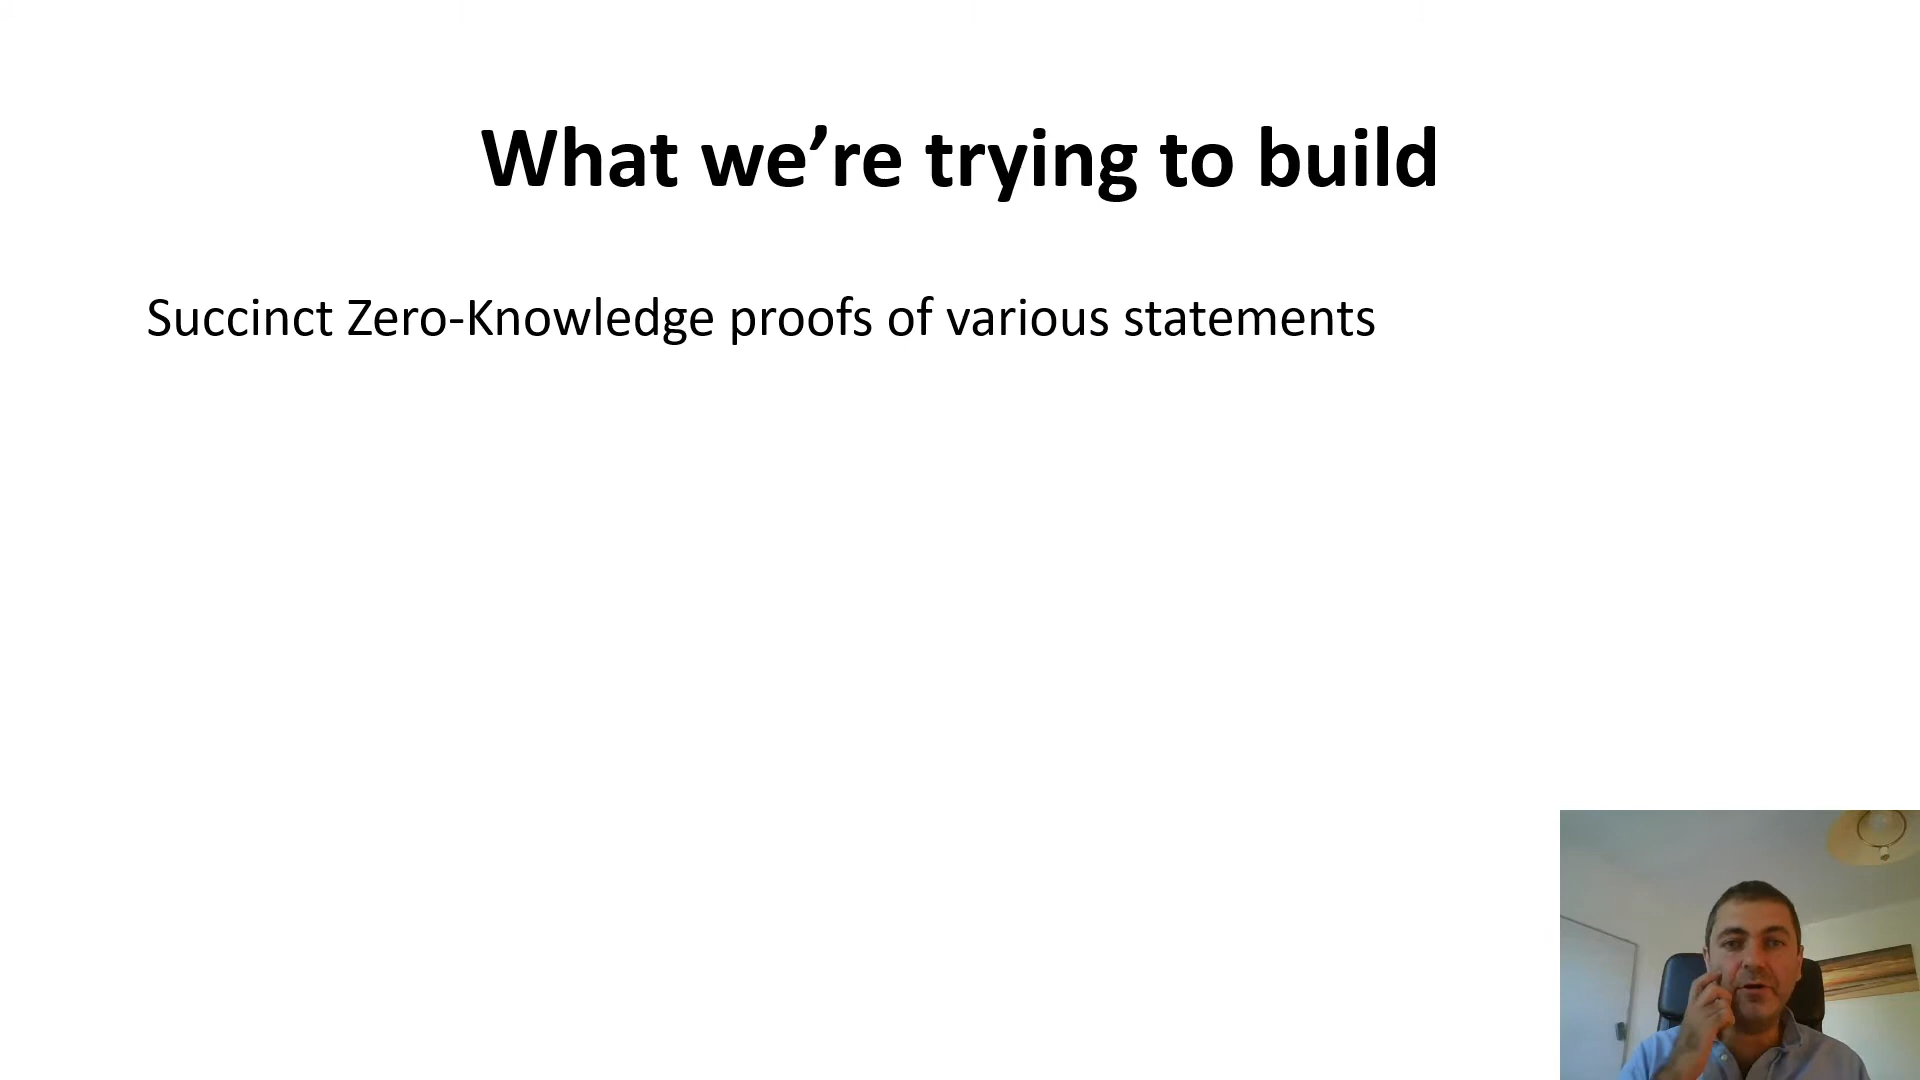 What we’re trying to build
Succinct Zero-Knowledge proofs of various statements